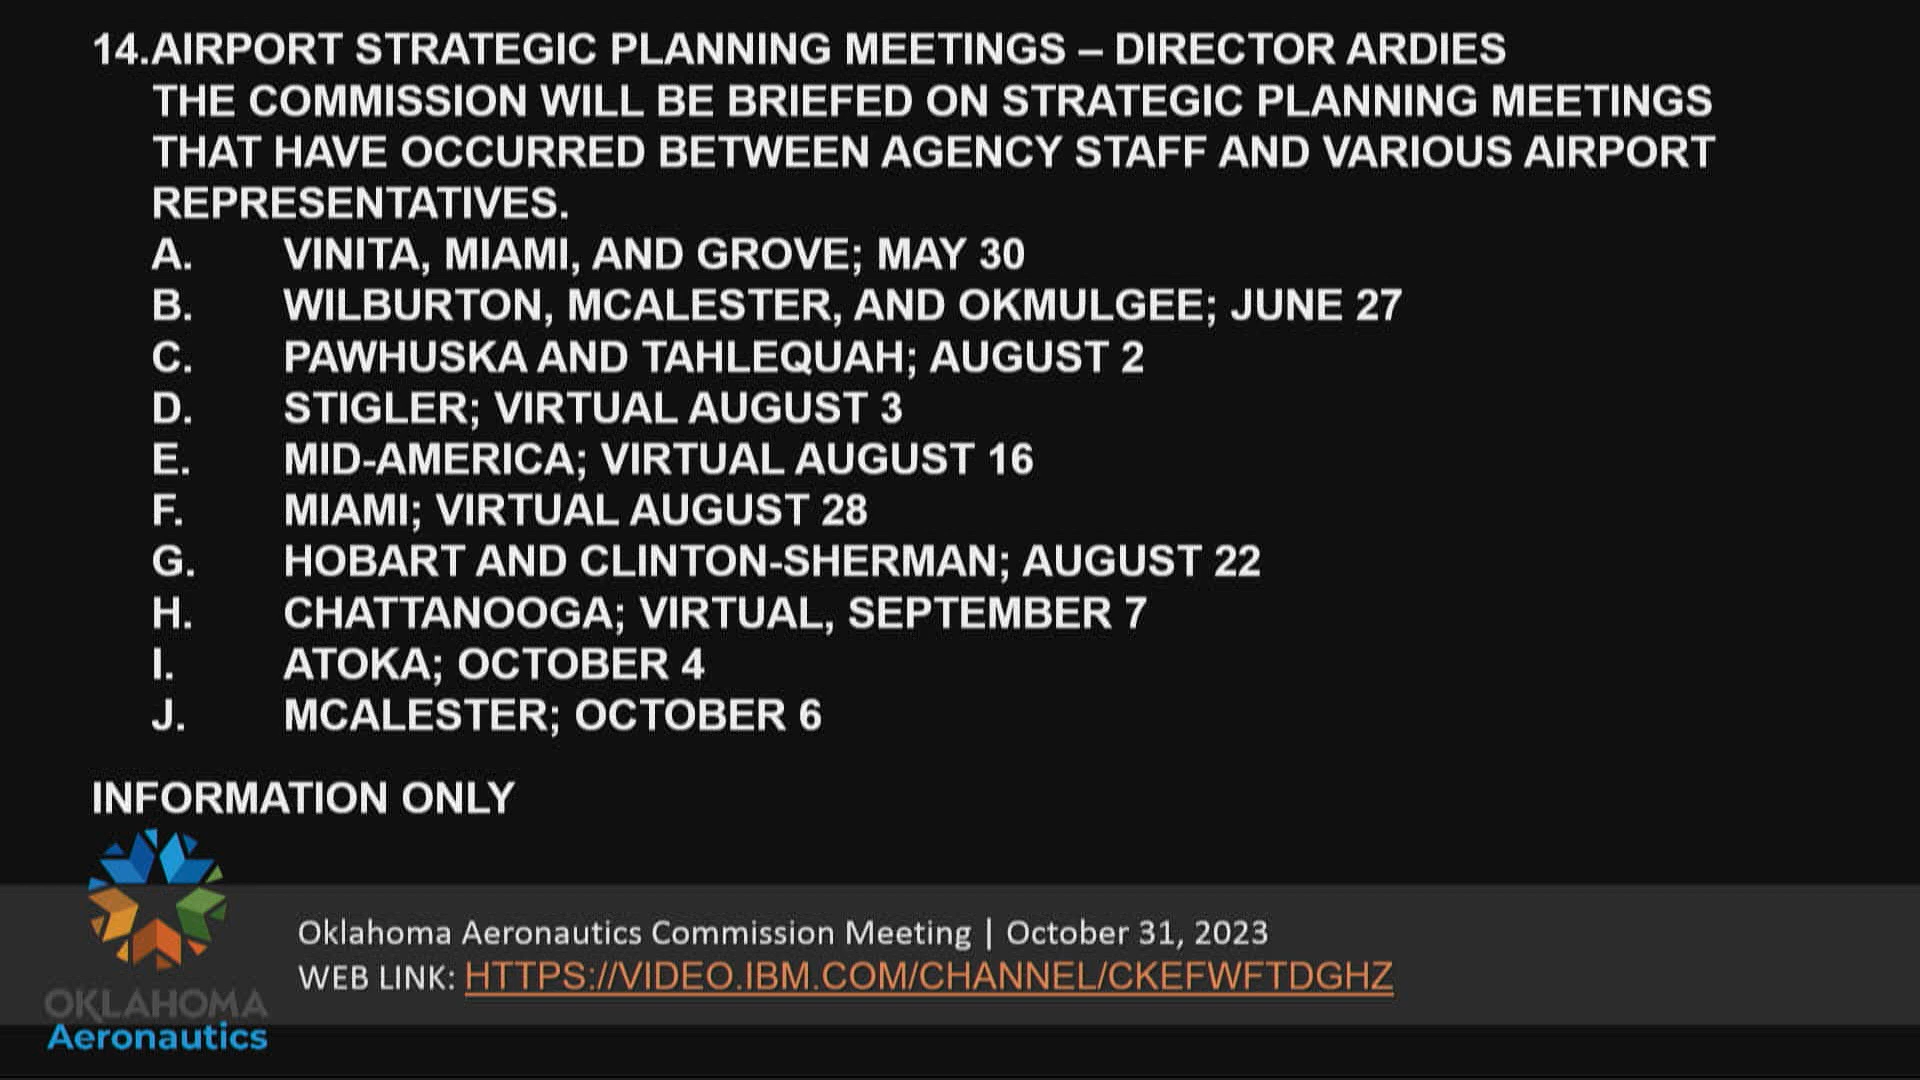 14.AIRPORT STRATEGIC PLANNING MEETINGS – DIRECTOR ARDIES
THE COMMISSION WILL BE BRIEFED ON STRATEGIC PLANNING MEETINGS
THAT HAVE OCCURRED BETWEEN AGENCY STAFF AND VARIOUS AIRPORT
REPRESENTATIVES.
A. VINITA, MIAMI, AND GROVE; MAY 30
B. WILBURTON, MCALESTER, AND OKMULGEE; JUNE 27
C. PAWHUSKA AND TAHLEQUAH; AUGUST 2
D. STIGLER; VIRTUAL AUGUST 3
E. MID-AMERICA; VIRTUAL AUGUST 16
F. MIAMI; VIRTUAL AUGUST 28
G. HOBART AND CLINTON-SHERMAN; AUGUST 22
H. CHATTANOOGA; VIRTUAL, SEPTEMBER 7
I. ATOKA; OCTOBER 4
J. MCALESTER; OCTOBER 6
INFORMATION ONLY
Oklahoma Aeronautics Commission Meeting | October 31, 2023
WEB LINK: HTTPS://VIDEO.IBM.COM/CHANNEL/CKEFWFTDGHZ
OKLAHOMA
Aeronautics